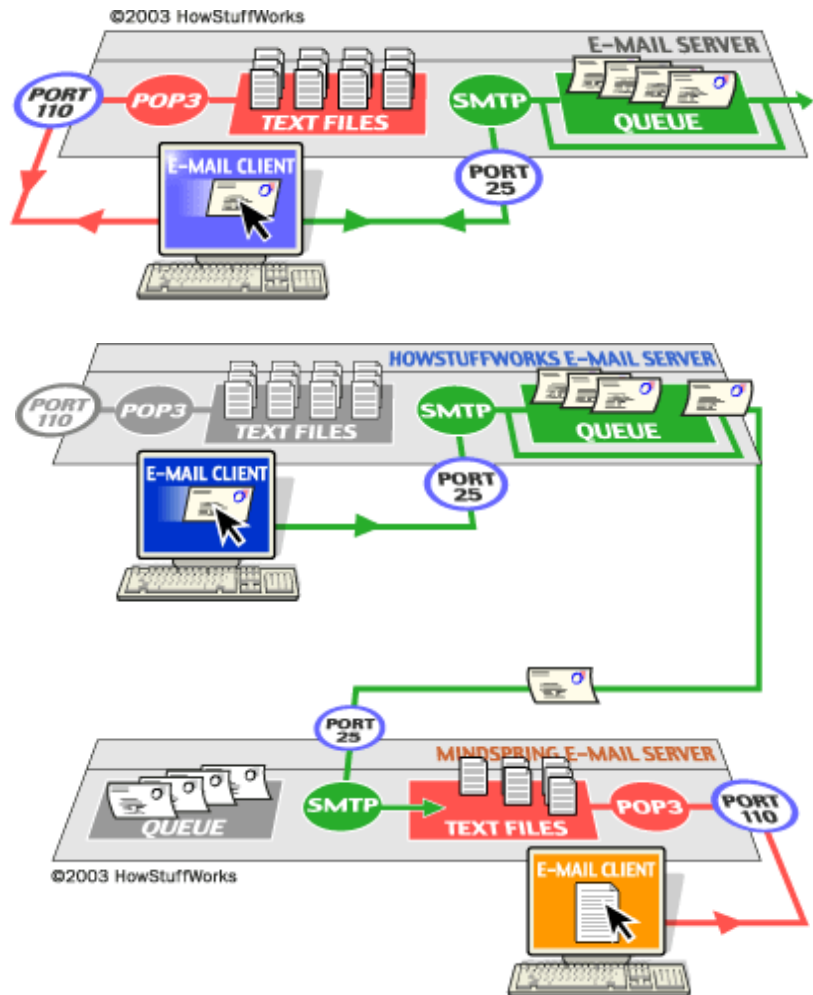 ©2003 HowStuffWorks
E-MAIL SERVER
PORT
110
POP3
TEXT FILES
SMTP
QUEUE
E-MAIL CLIENT
PORT
25
HOWSTUFFWORKS E-MAIL SERVER
PORT
110
POP3
TEXT FILES
SMTP
QUEUE
E-MAIL CLIENT
PORT
25
PORT
25
MINDSPRING E-MAIL SERVER
QUEUE
SMTP
TEXT FILES
POP3
PORT
110
©2003 HowStuffWorks
E-MAIL CLIENT